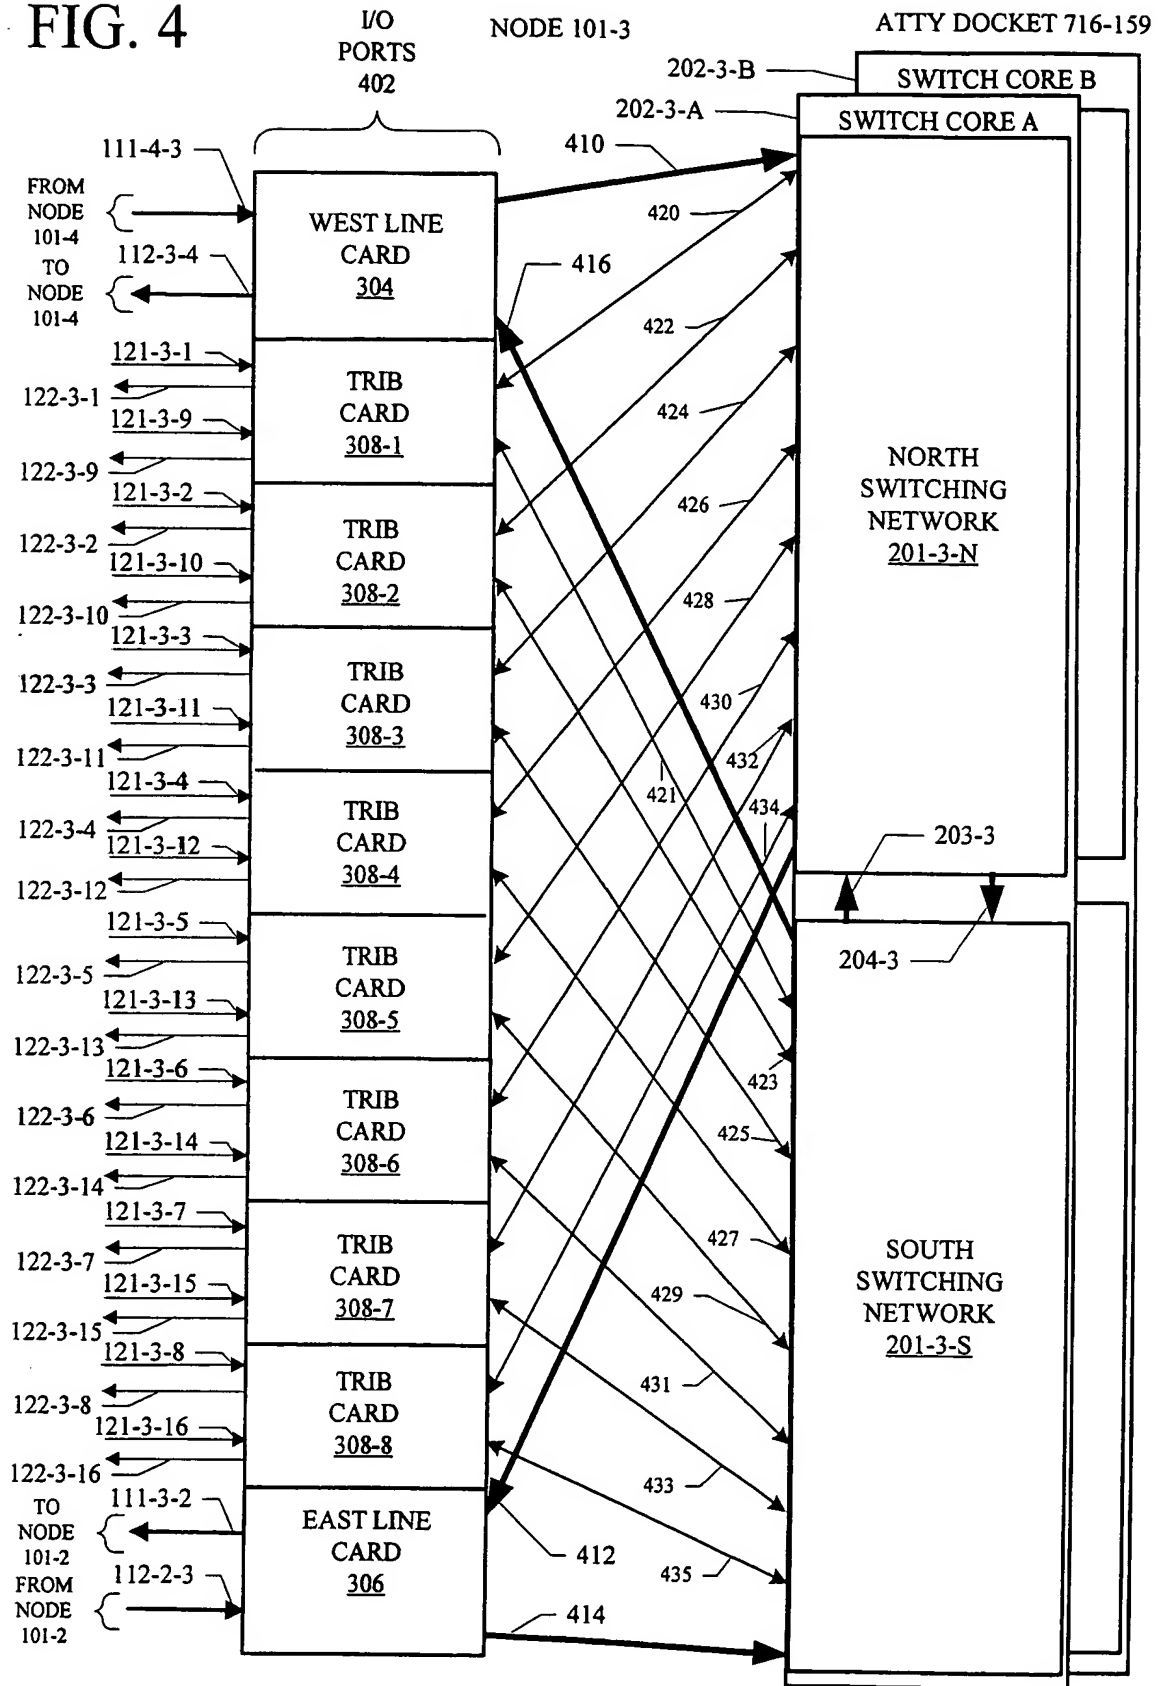 FIG. 4
I/O
PORTS
402
NODE 101-3
ATTY DOCKET 716-159
202-3-B
SWITCH CORE B
202-3-A
SWITCH CORE A
111-4-3
FROM
NODE
101-4
112-3-4
TO
NODE
101-4
WEST LINE
CARD
304
410
420
416
422
424
426
428
430
432
434
421
121-3-1
122-3-1
121-3-9
122-3-9
TRIB
CARD
308-1
121-3-2
122-3-2
121-3-10
122-3-10
TRIB
CARD
308-2
121-3-3
122-3-3
121-3-11
122-3-11
TRIB
CARD
308-3
121-3-4
122-3-4
121-3-12
122-3-12
TRIB
CARD
308-4
121-3-5
122-3-5
121-3-13
122-3-13
TRIB
CARD
308-5
121-3-6
122-3-6
121-3-14
122-3-14
TRIB
CARD
308-6
121-3-7
122-3-7
121-3-15
122-3-15
TRIB
CARD
308-7
121-3-8
122-3-8
121-3-16
122-3-16
TRIB
CARD
308-8
TO
NODE
101-2
111-3-2
FROM
NODE
101-2
112-2-3
EAST LINE
CARD
306
NORTH
SWITCHING
NETWORK
201-3-N
203-3
204-3
423
425
427
429
431
433
435
412
414
SOUTH
SWITCHING
NETWORK
201-3-S